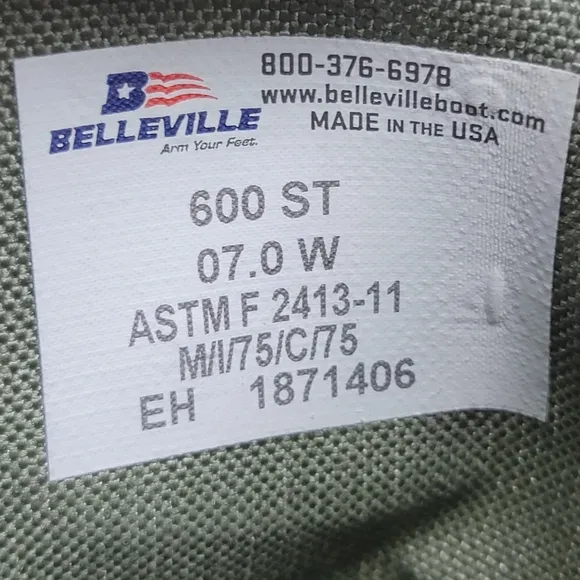 B
BELLEVILLE
Arm Your Feet.
800-376-6978
www.bellevilleboot.com
MADE IN THE USA
600 ST
07.0 W
ASTM F 2413-11
M/I/75/C/75
EH 1871406